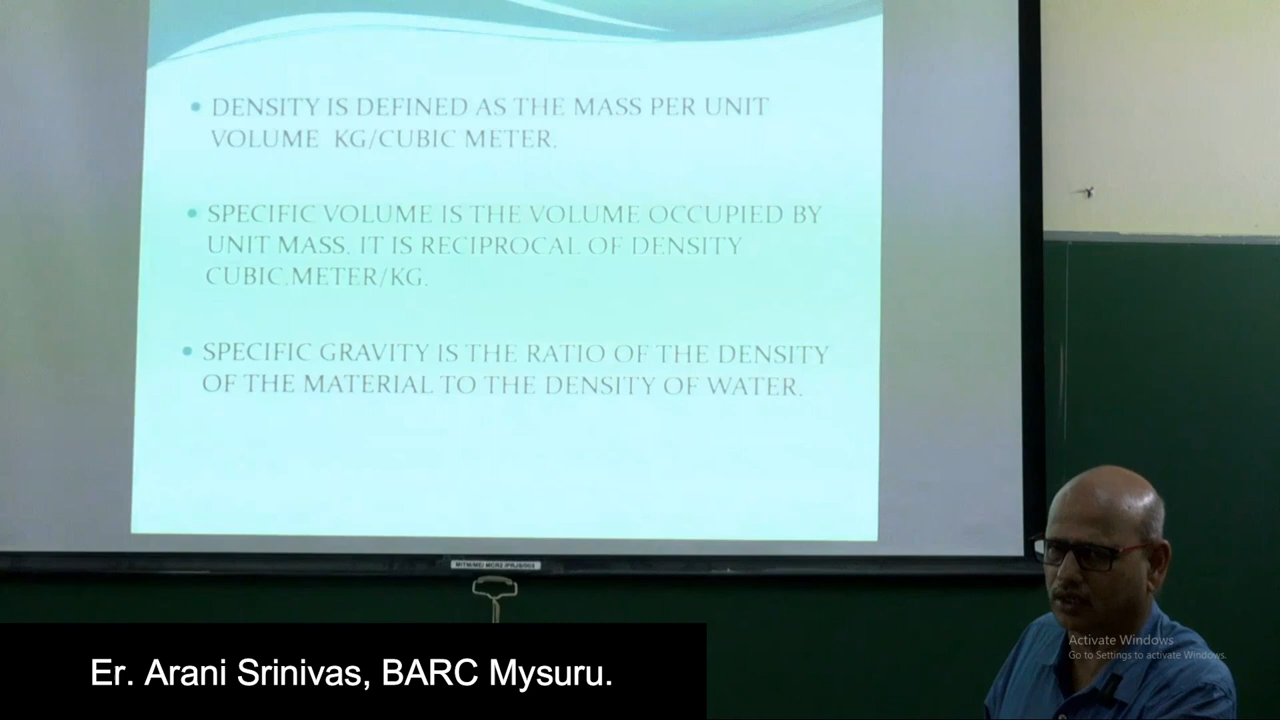 DENSITY IS DEFINED AS THE MASS PER UNIT
VOLUME KG/CUBIC METER.
SPECIFIC VOLUME IS THE VOLUME OCCUPIED BY
UNIT MASS. IT IS RECIPROCAL OF DENSITY
CUBIC.METER/KG.
SPECIFIC GRAVITY IS THE RATIO OF THE DENSITY
OF THE MATERIAL TO THE DENSITY OF WATER.
Activate Windows
Go to Settings to activate Windows.
Er. Arani Srinivas, BARC Mysuru.